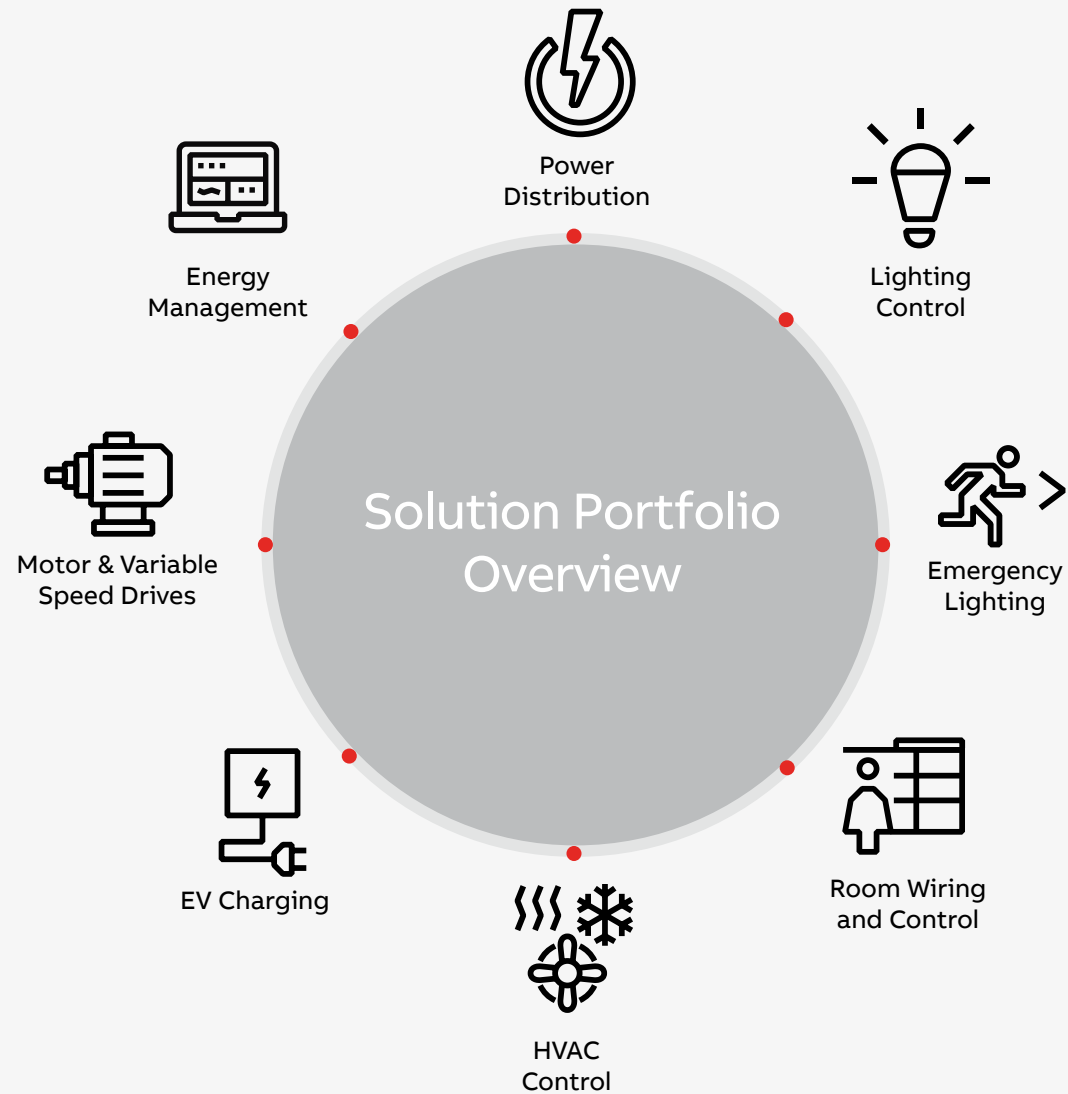 Power
Distribution
Lighting
Control
Emergency
Lighting
Room Wiring
and Control
HVAC
Control
EV Charging
Motor & Variable
Speed Drives
Energy
Management
Solution Portfolio
Overview